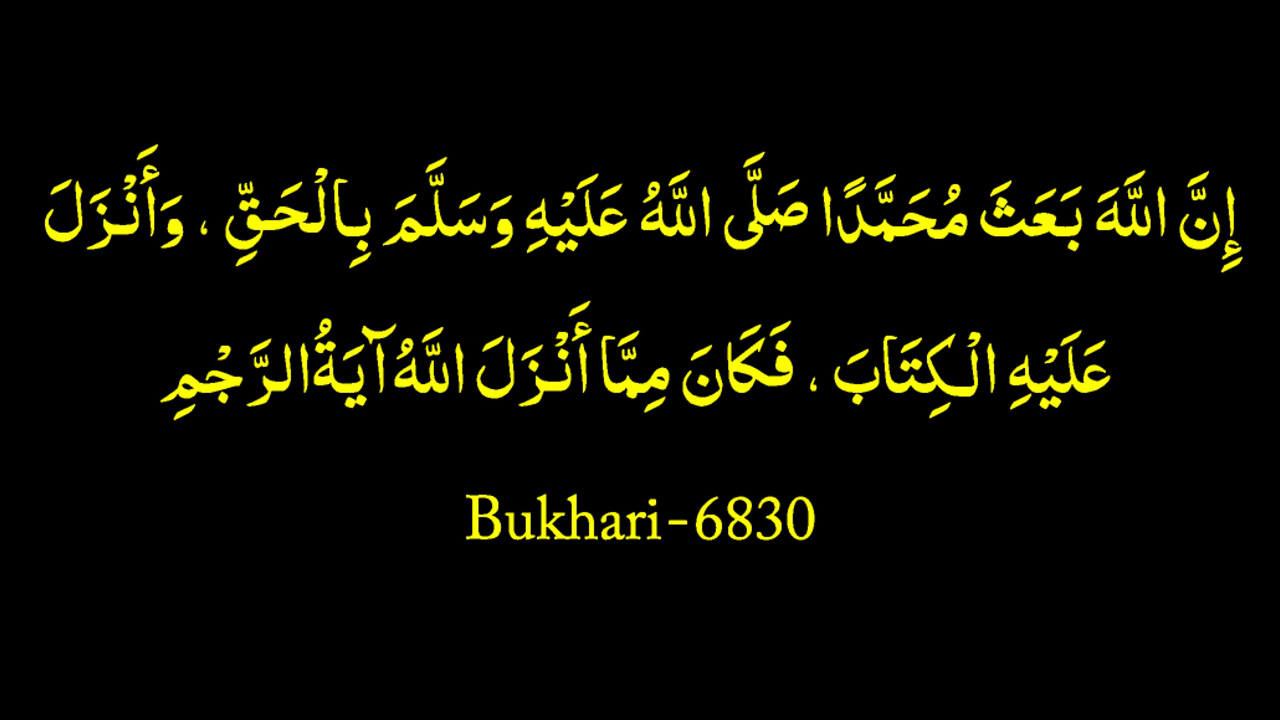 إِنَّ اللَّهَ بَعَثَ مُحَمَّدًا صَلَّى اللَّهُ عَلَيْهِ وَسَلَّمَ بِالْحَقِّ ، وَأَنْزَلَ
عَلَيْهِ الْكِتَابَ ، فَكَانَ مِمَّا أَنْزَلَ اللَّهُ آيَةُ الرَّجْمِ
Bukhari-6830